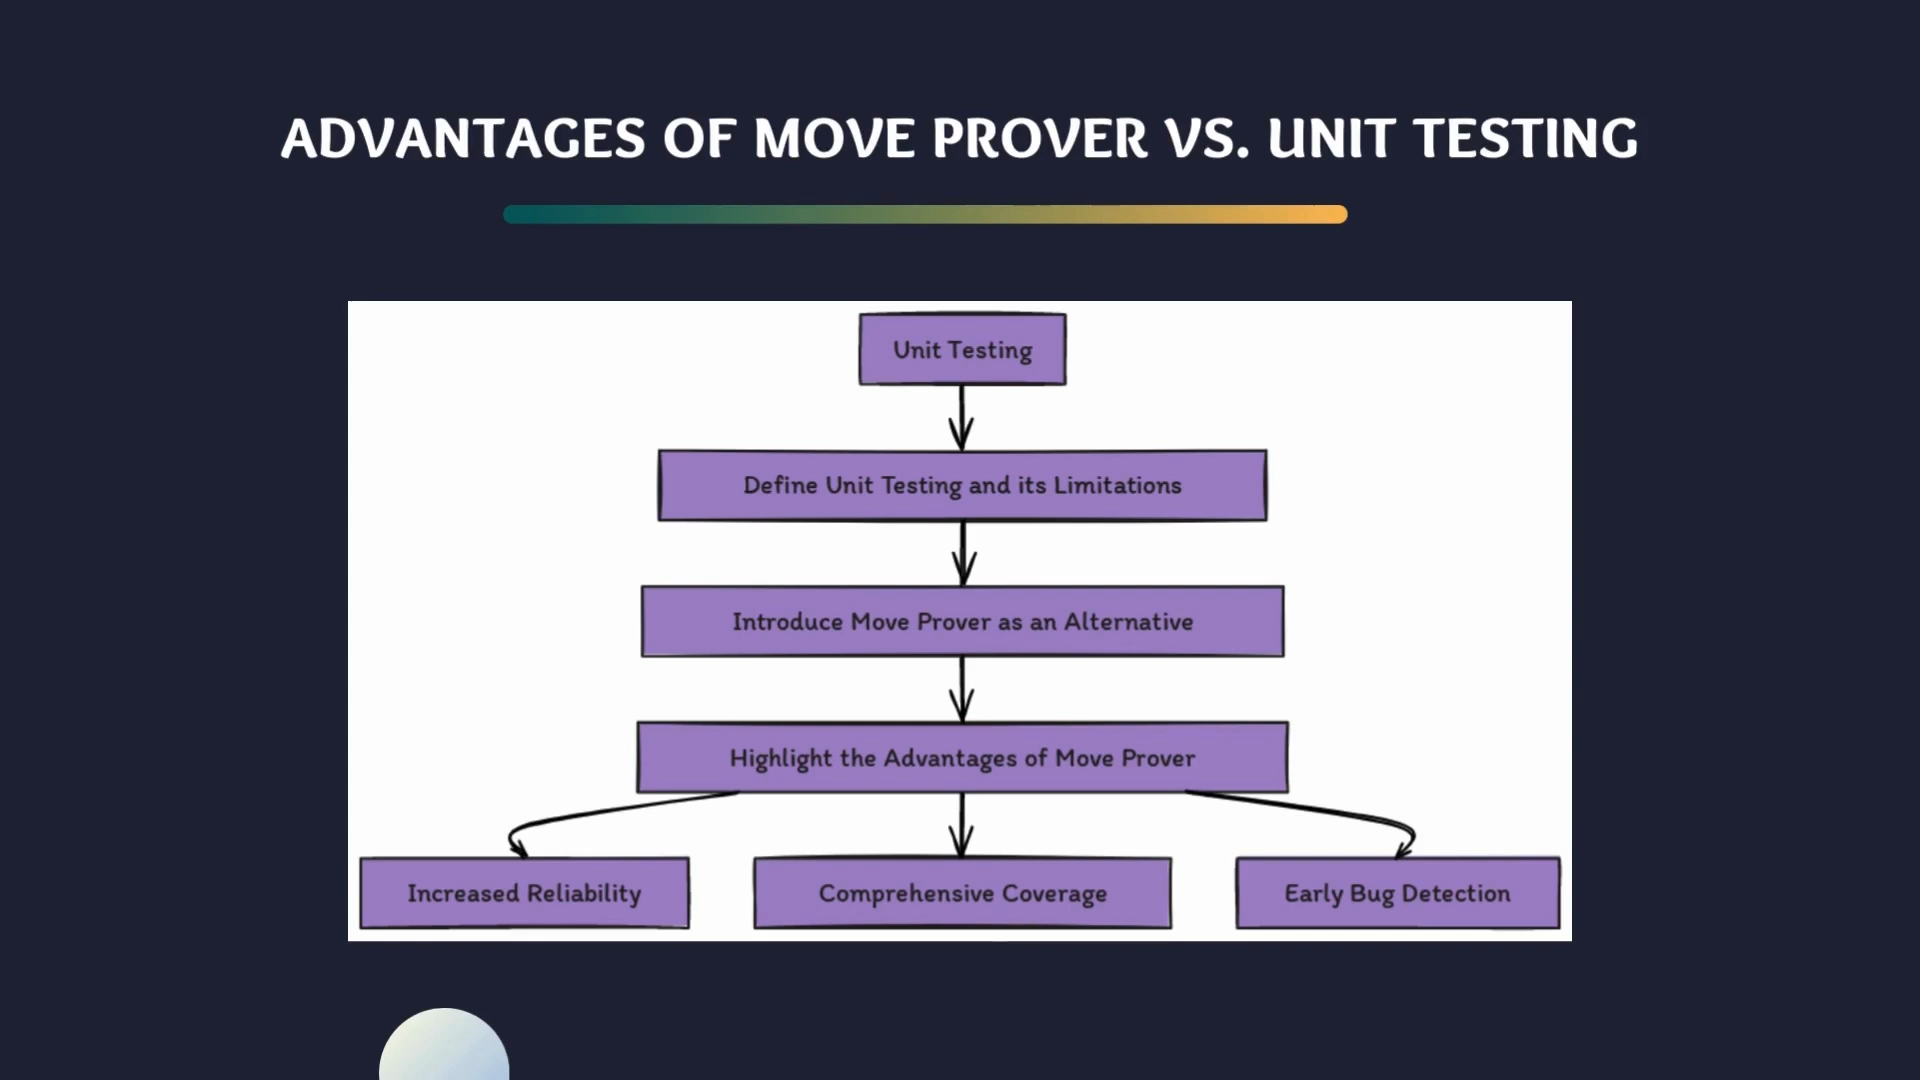 ADVANTAGES OF MOVE PROVER VS. UNIT TESTING
Unit Testing
Define Unit Testing and its Limitations
Introduce Move Prover as an Alternative
Highlight the Advantages of Move Prover
Increased Reliability
Comprehensive Coverage
Early Bug Detection